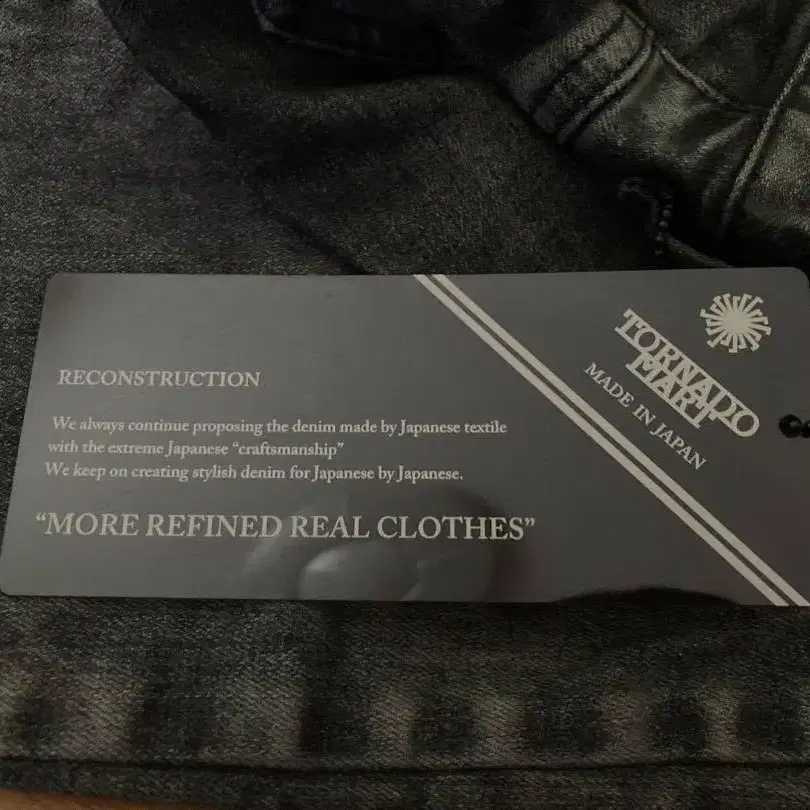 RECONSTRUCTION
We always continue proposing the denim made by Japanese textile
with the extreme Japanese “craftsmanship”
We keep on creating stylish denim for Japanese by Japanese.
“MORE REFINED REAL CLOTHES”
TORNADO
MART
MADE IN JAPAN